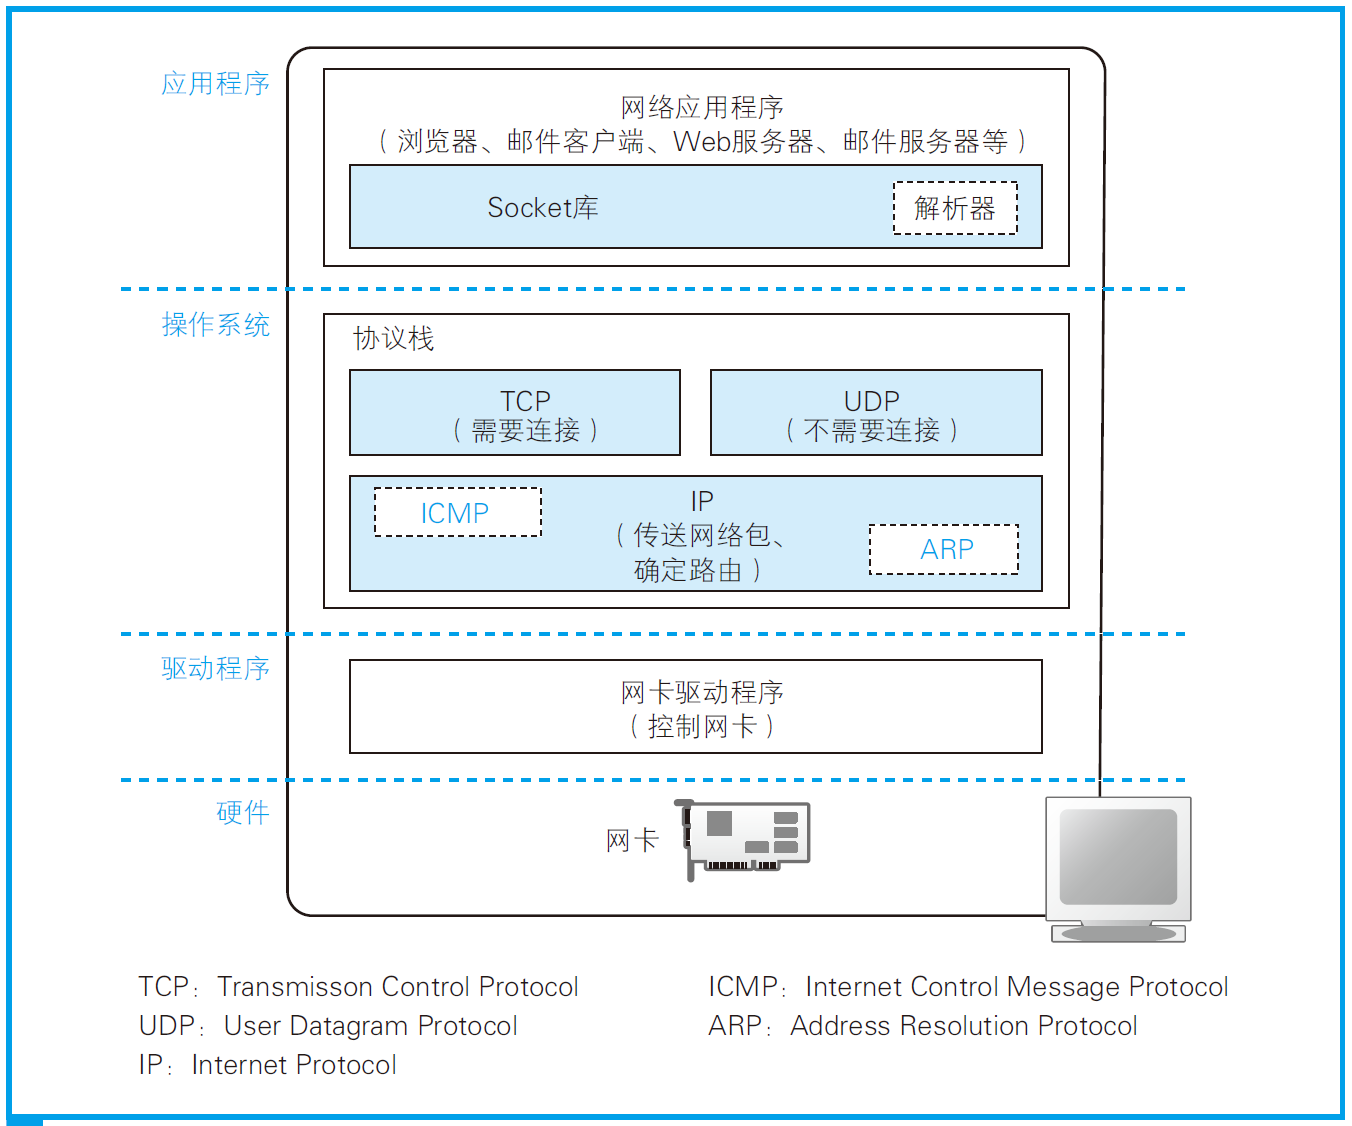 应用程序
网络应用程序
（浏览器、邮件客户端、Web服务器、邮件服务器等）
Socket库
解析器
操作系统
协议栈
TCP
（需要连接）
UDP
（不需要连接）
ICMP
IP
（传送网络包、
确定路由）
ARP
驱动程序
网卡驱动程序
（控制网卡）
硬件
网卡
TCP：Transmisson Control Protocol
UDP：User Datagram Protocol
IP：Internet Protocol
ICMP：Internet Control Message Protocol
ARP：Address Resolution Protocol